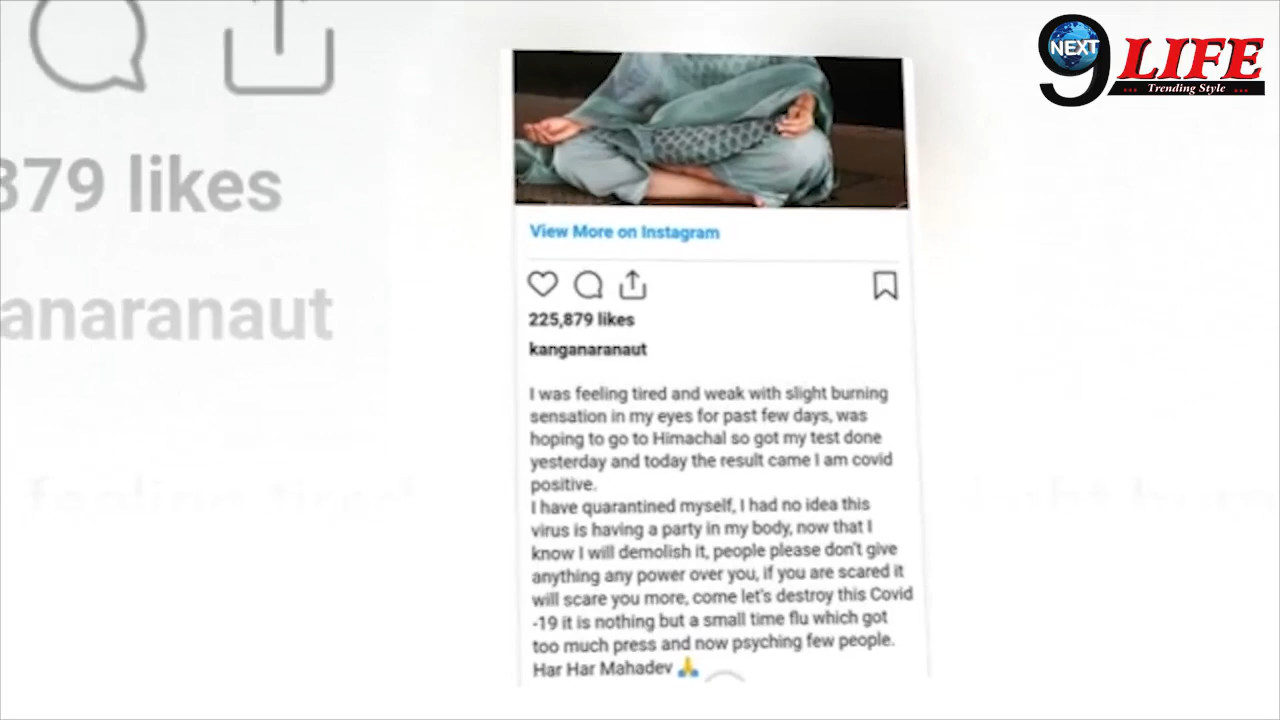 9 NEXT LIFE
... Trending Style ...
879 likes
anaranaut
feeling tired
View More on Instagram
225,879 likes
kanganaranaut
I was feeling tired and weak with slight burning
sensation in my eyes for past few days, was
hoping to go to Himachal so got my test done
yesterday and today the result came I am covid
positive.
I have quarantined myself, I had no idea this
virus is having a party in my body, now that I
know I will demolish it, people please don't give
anything any power over you, if you are scared it
will scare you more, come let's destroy this Covid
-19 it is nothing but a small time flu which got
too much press and now psyching few people.
Har Har Mahadev 🙏